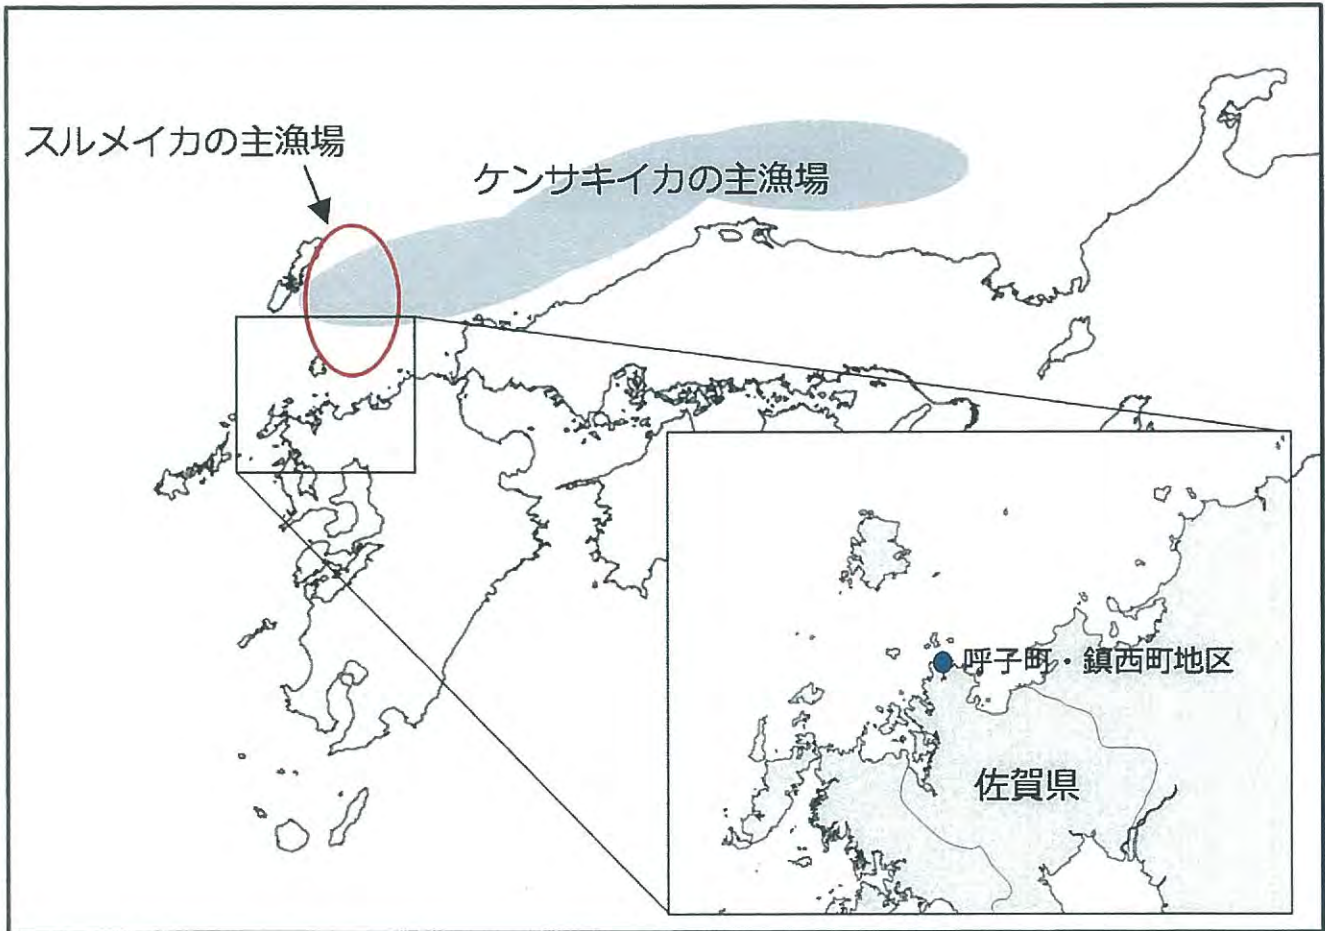 スルメイカの主漁場
ケンサキイカの主漁場
呼子町・鎮西町地区
佐賀県